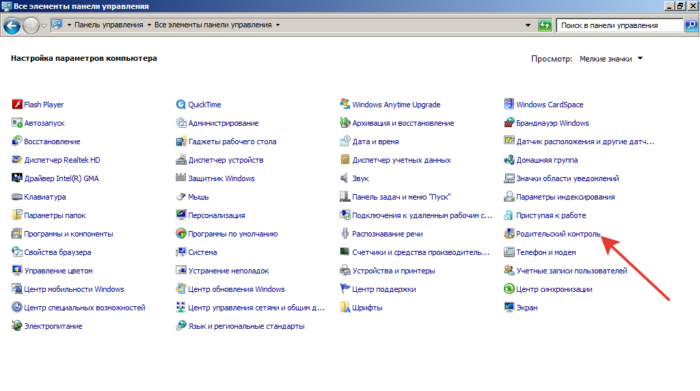 Все элементы панели управления
Панель управления ▸ Все элементы панели управления ▸
Поиск в панели управления
Настройка параметров компьютера
Просмотр: Мелкие значки
Flash Player
QuickTime
Windows Anytime Upgrade
Windows CardSpace
Автозапуск
Администрирование
Архивация и восстановление
Брандмауэр Windows
Восстановление
Гаджеты рабочего стола
Дата и время
Датчик расположения и другие датч...
Диспетчер Realtek HD
Диспетчер устройств
Диспетчер учетных данных
Домашняя группа
Драйвер Intel(R) GMA
Защитник Windows
Звук
Значки области уведомлений
Клавиатура
Мышь
Панель задач и меню "Пуск"
Параметры индексирования
Параметры папок
Персонализация
Подключения к удаленным рабочим с...
Приступая к работе
Программы и компоненты
Программы по умолчанию
Распознавание речи
Родительский контроль
Свойства браузера
Система
Счетчики и средства производитель...
Телефон и модем
Управление цветом
Устранение неполадок
Устройства и принтеры
Учетные записи пользователей
Центр мобильности Windows
Центр обновления Windows
Центр поддержки
Центр синхронизации
Центр специальных возможностей
Центр управления сетями и общим д...
Шрифты
Экран
Электропитание
Язык и региональные стандарты